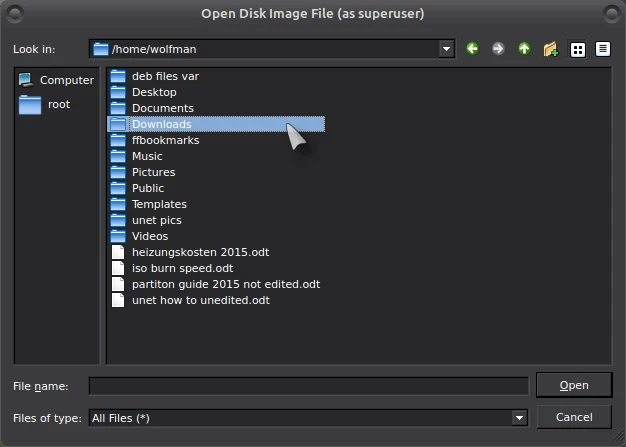 Open Disk Image File (as superuser)
Look in: /home/wolfman
Computer
root
deb files var
Desktop
Documents
Downloads
ffbookmarks
Music
Pictures
Public
Templates
unet pics
Videos
heizungskosten 2015.odt
iso burn speed.odt
partiton guide 2015 not edited.odt
unet how to unedited.odt
File name: Open
Files of type: All Files (*) Cancel